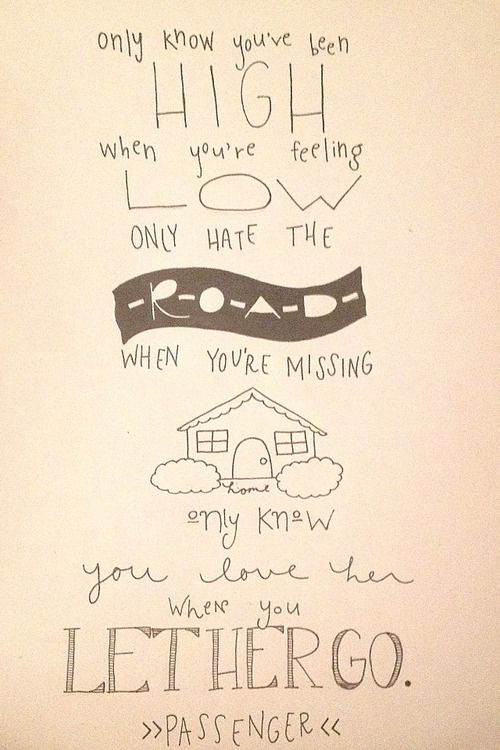 only know you've been
HIGH
when you're feeling
LOW
ONLY HATE THE
-R-O-A-D-
WHEN YOU'RE MISSING
home
only know
you love her
when you
LET HER GO.
>>PASSENGER<<